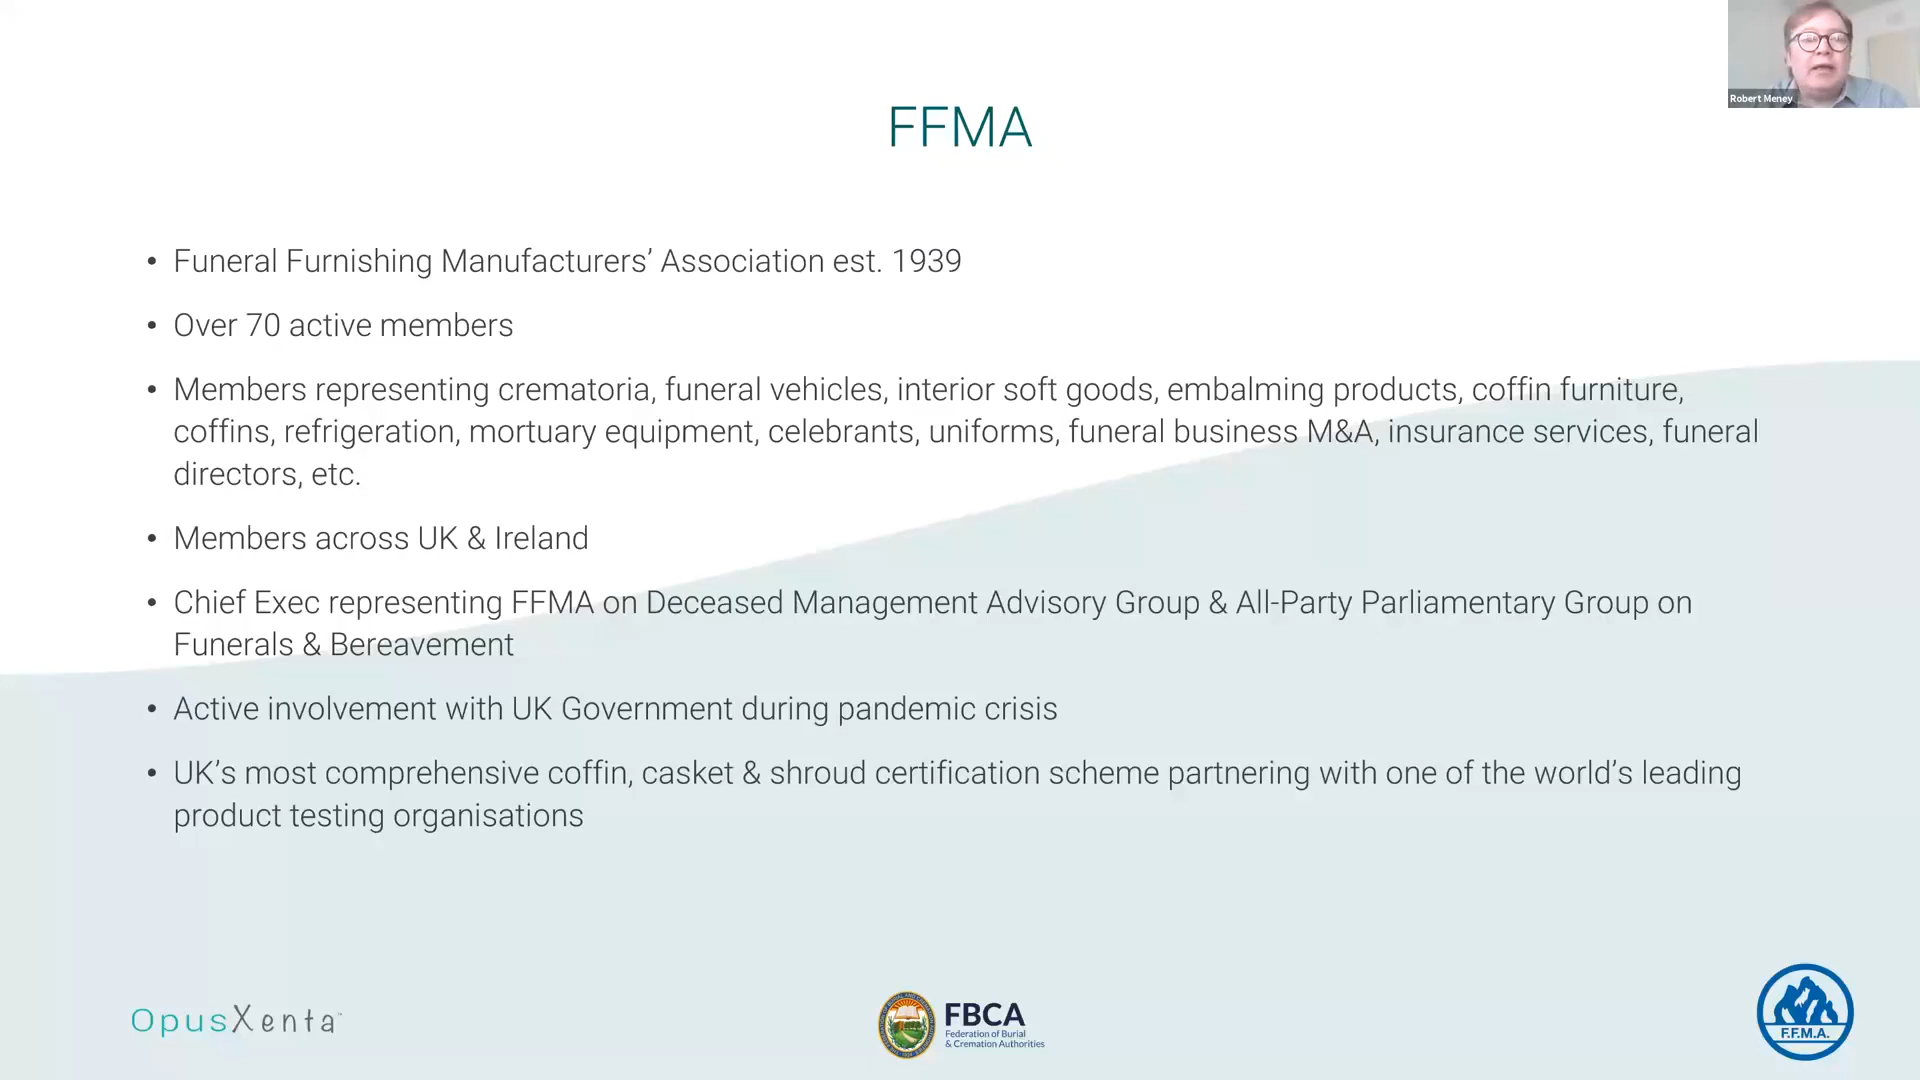 Robert Meney
FFMA
• Funeral Furnishing Manufacturers’ Association est. 1939
• Over 70 active members
• Members representing crematoria, funeral vehicles, interior soft goods, embalming products, coffin furniture,
coffins, refrigeration, mortuary equipment, celebrants, uniforms, funeral business M&A, insurance services, funeral
directors, etc.
• Members across UK & Ireland
• Chief Exec representing FFMA on Deceased Management Advisory Group & All-Party Parliamentary Group on
Funerals & Bereavement
• Active involvement with UK Government during pandemic crisis
• UK’s most comprehensive coffin, casket & shroud certification scheme partnering with one of the world’s leading
product testing organisations
OpusXenta™
FBCA
Federation of Burial
& Cremation Authorities
F.F.M.A.